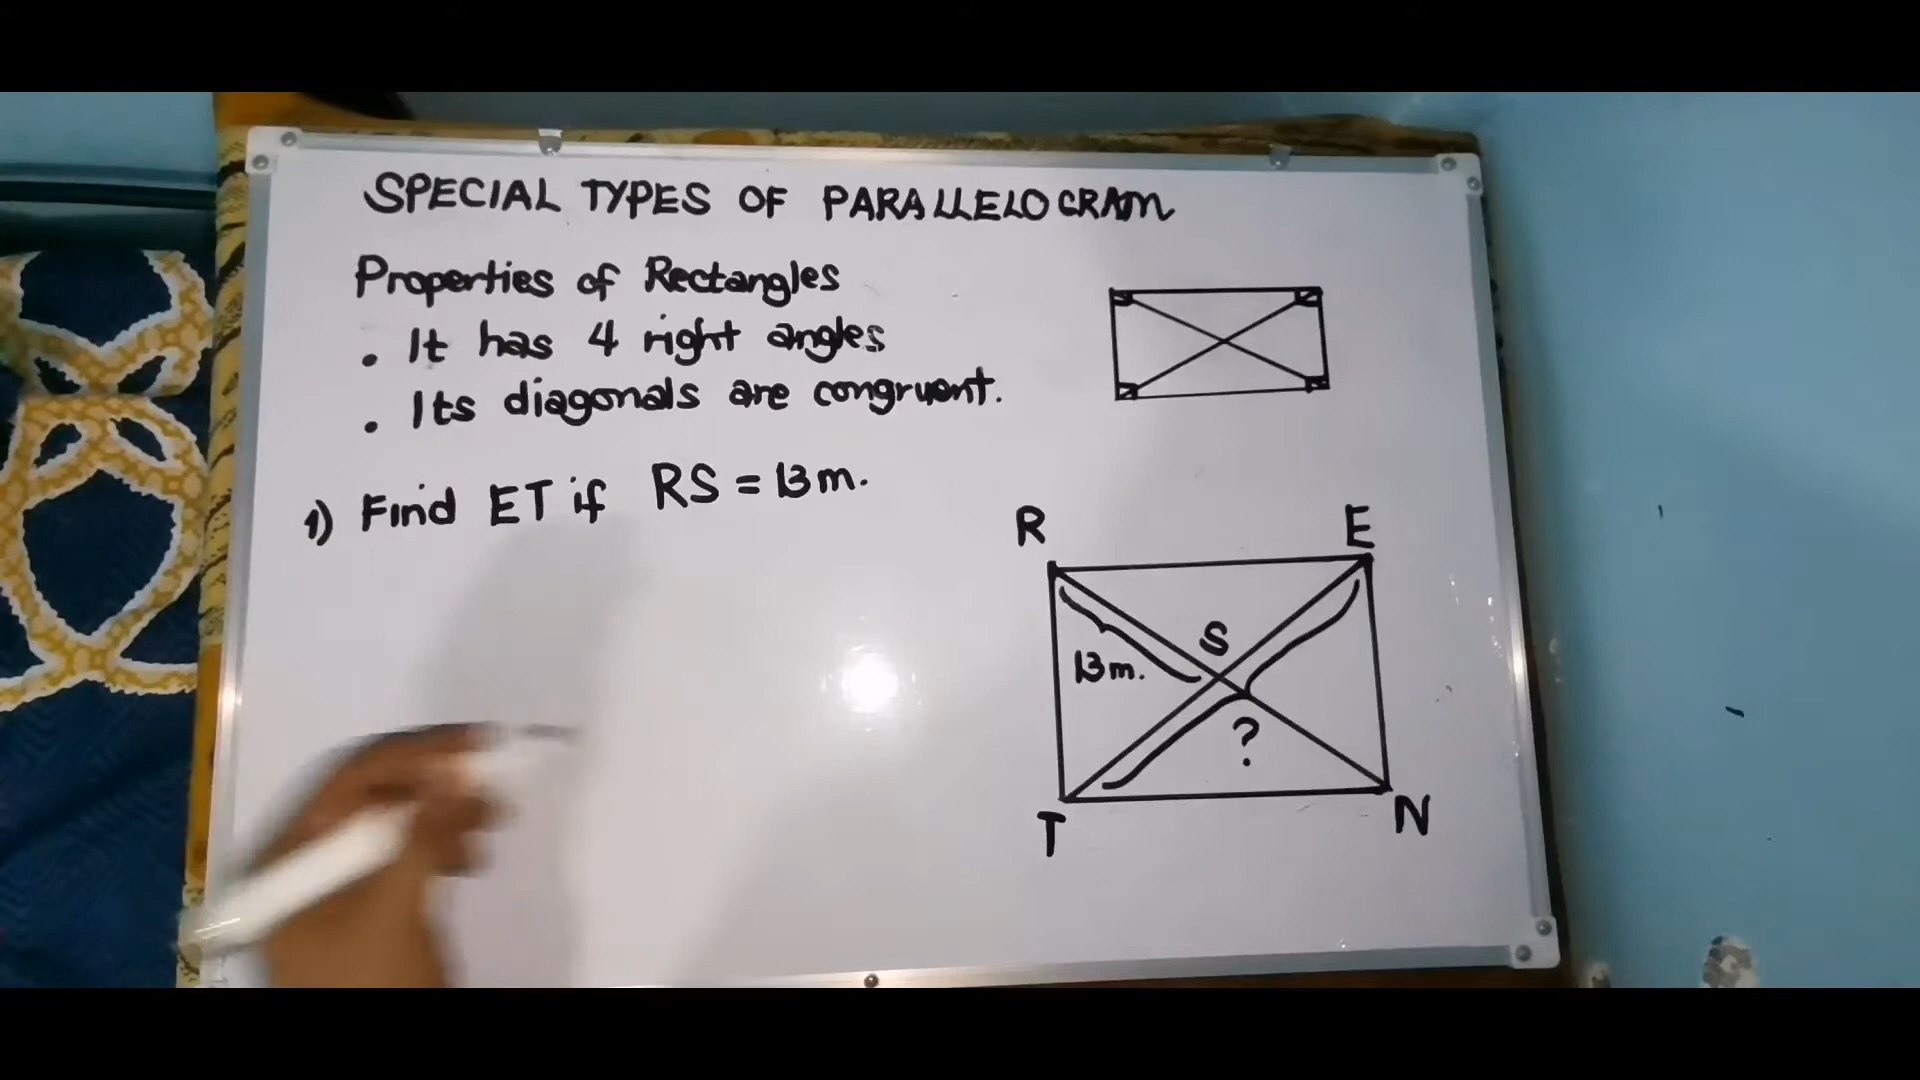 SPECIAL TYPES OF PARALLELOGRAM
Properties of Rectangles
. It has 4 right angles
. Its diagonals are congruent.
1) Find ET if RS = 13m.
R
E
S
13m.
?
T
N